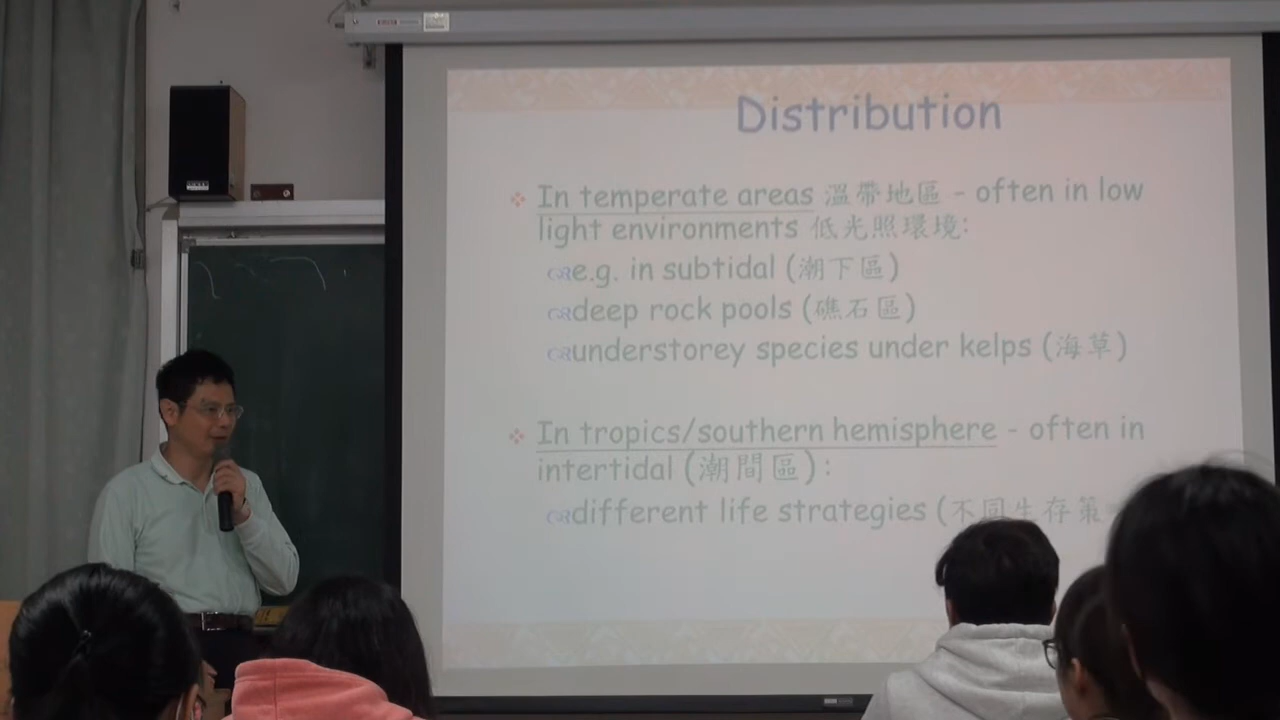 Distribution
In temperate areas 溫帶地區 - often in low
light environments 低光照環境:
e.g. in subtidal (潮下區)
deep rock pools (礁石區)
understorey species under kelps (海草)
In tropics/southern hemisphere - often in
intertidal (潮間區):
different life strategies (不同生存策